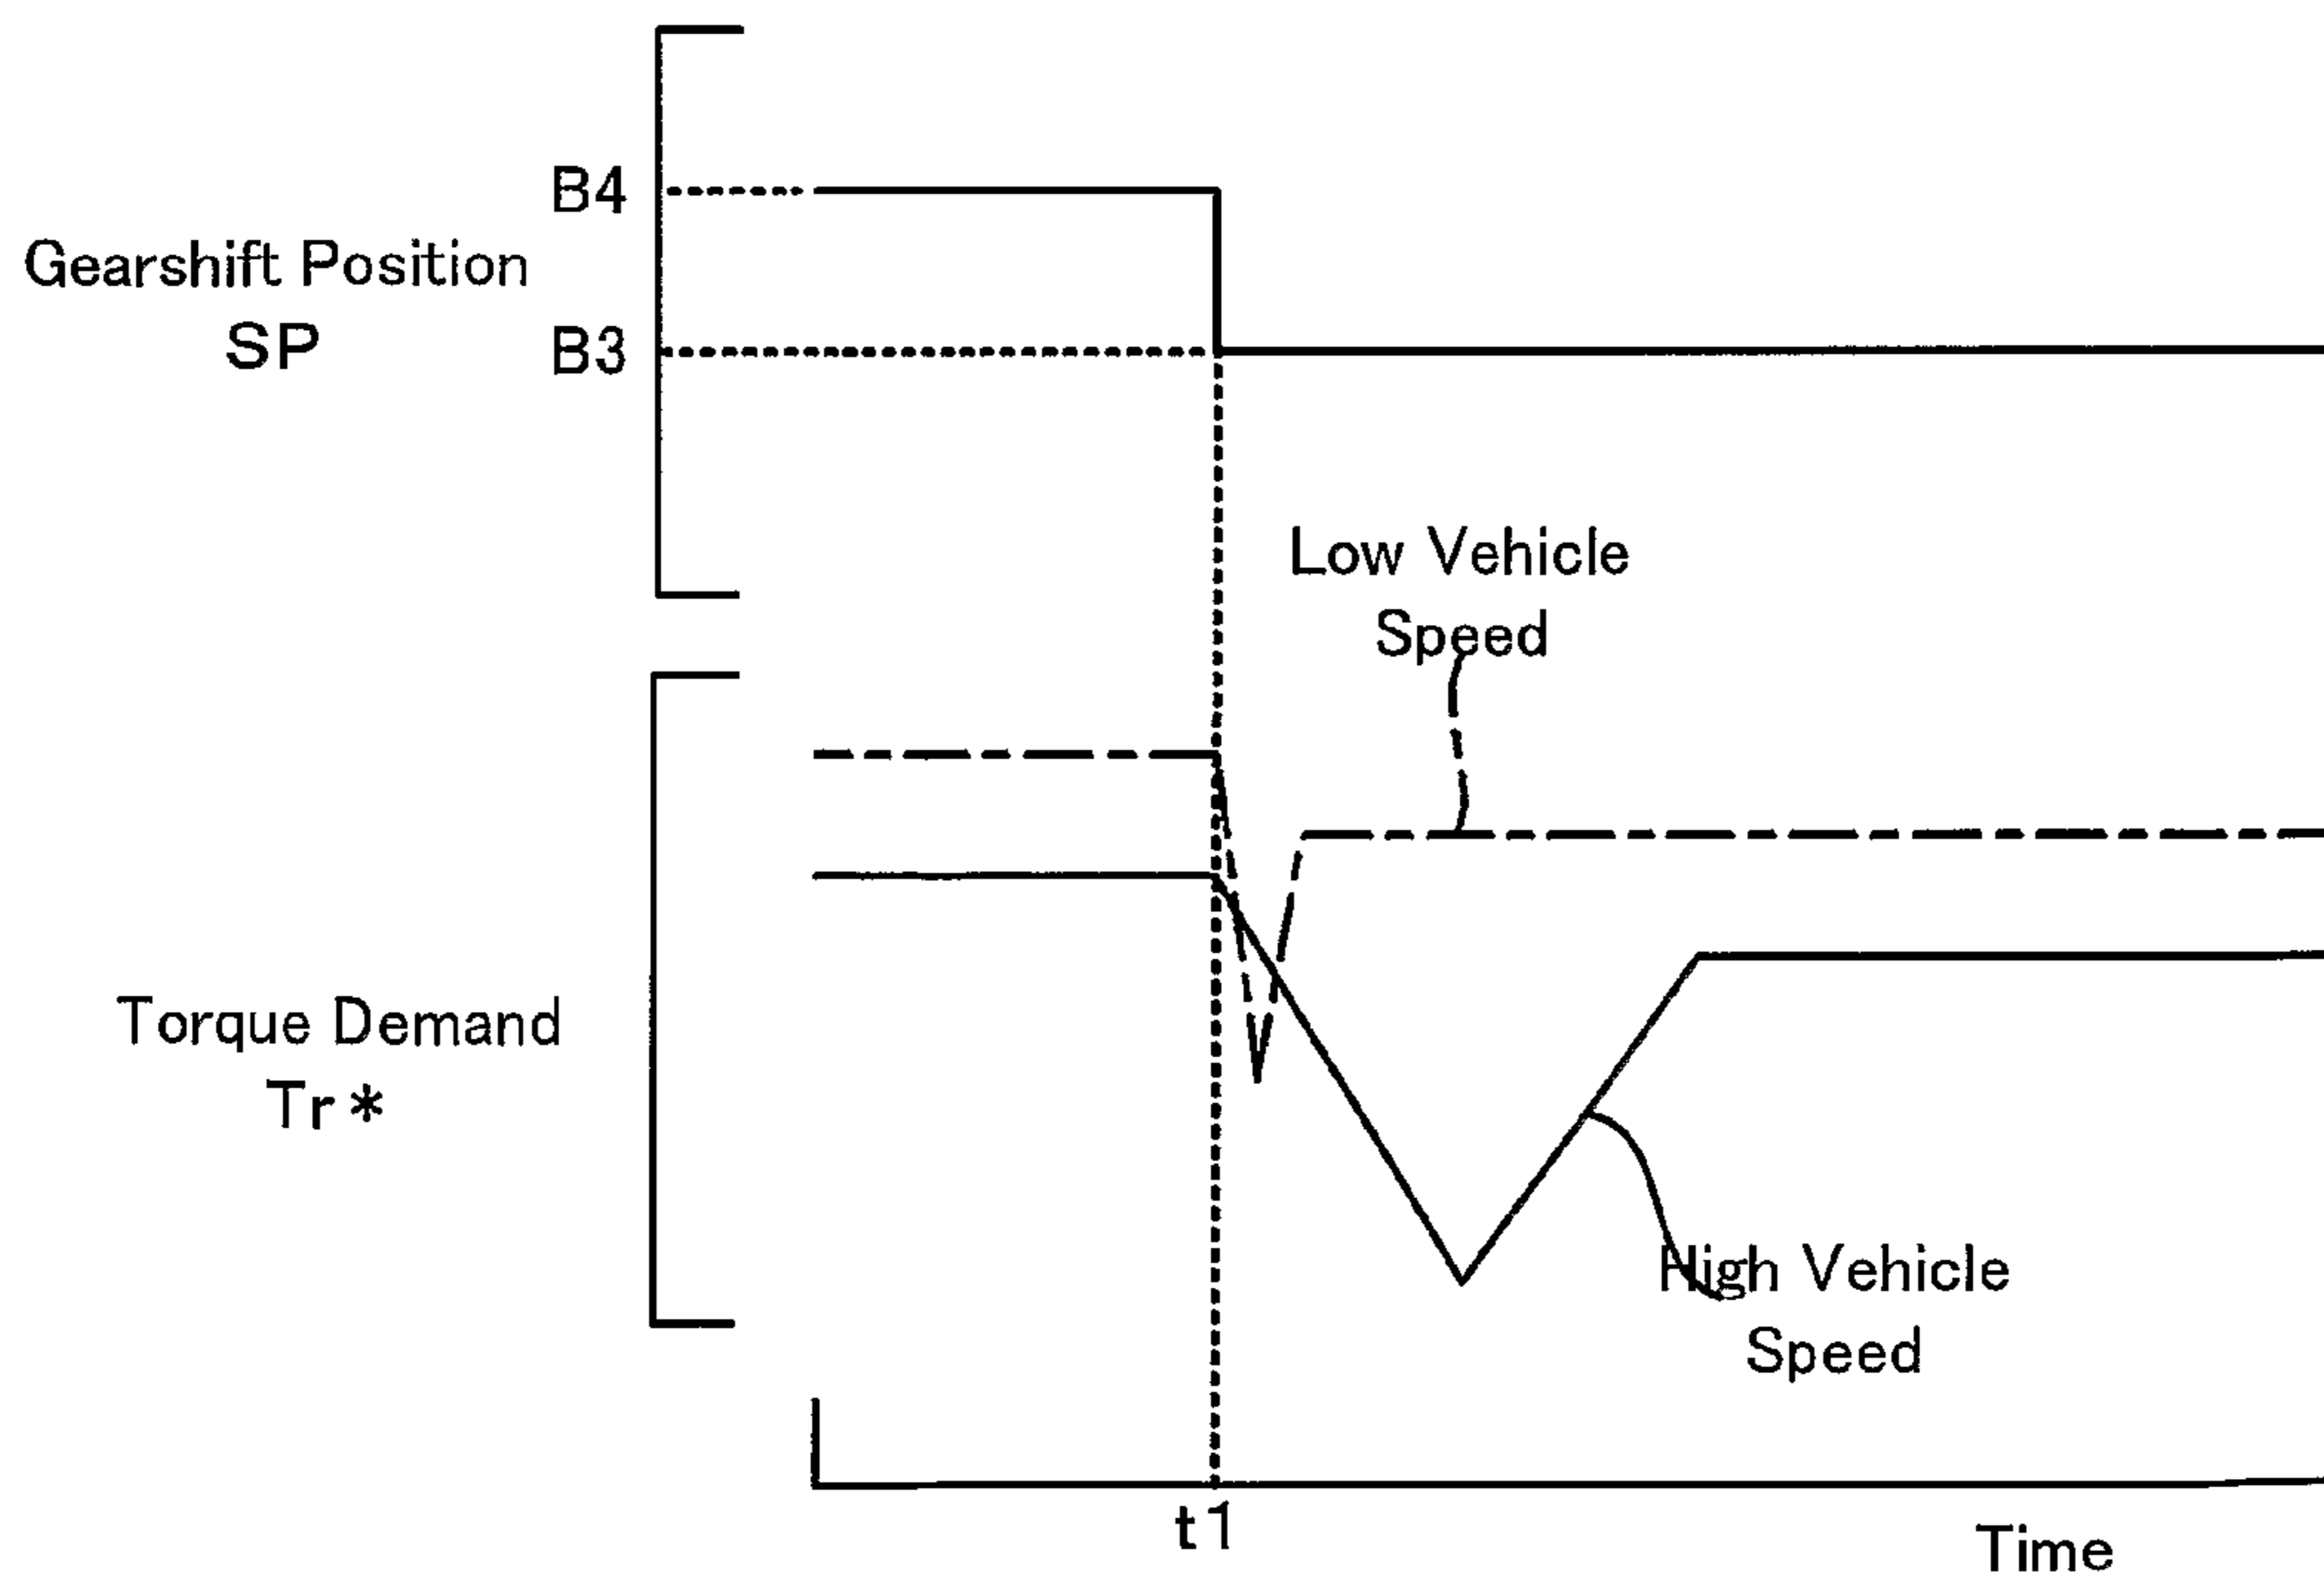 B4
Gearshift Position
SP
B3
Low Vehicle
Speed
Torque Demand
Tr*
High Vehicle
Speed
t1
Time